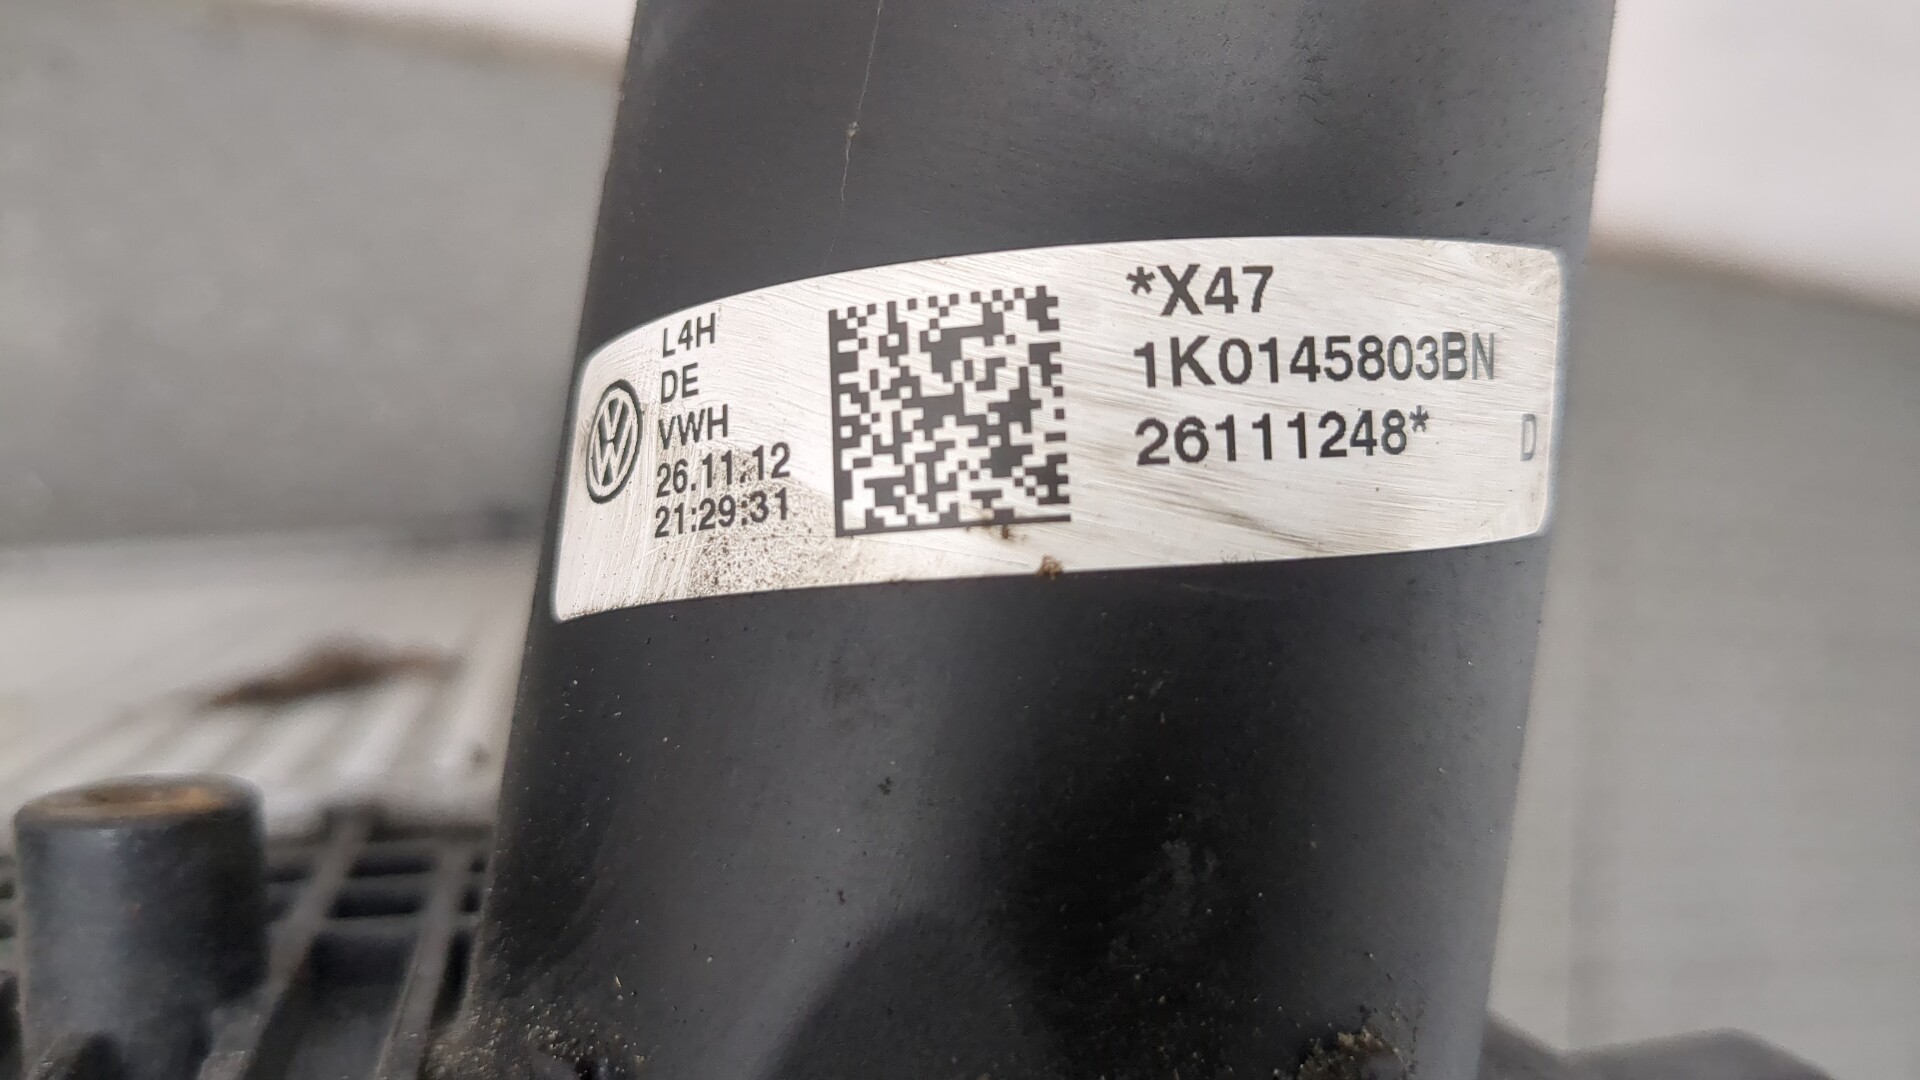 L4H
DE
VWH
26.11.12
21:29:31
*X47
1K0145803BN
26111248* D